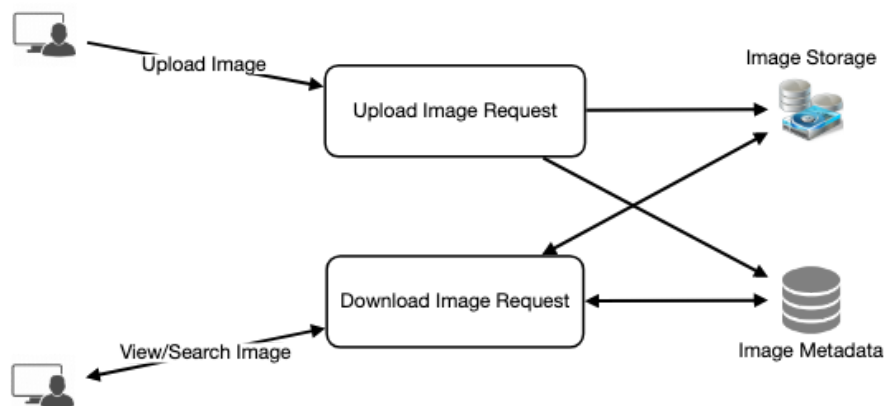 Upload Image
Image Storage
Upload Image Request
Download Image Request
View/Search Image
Image Metadata